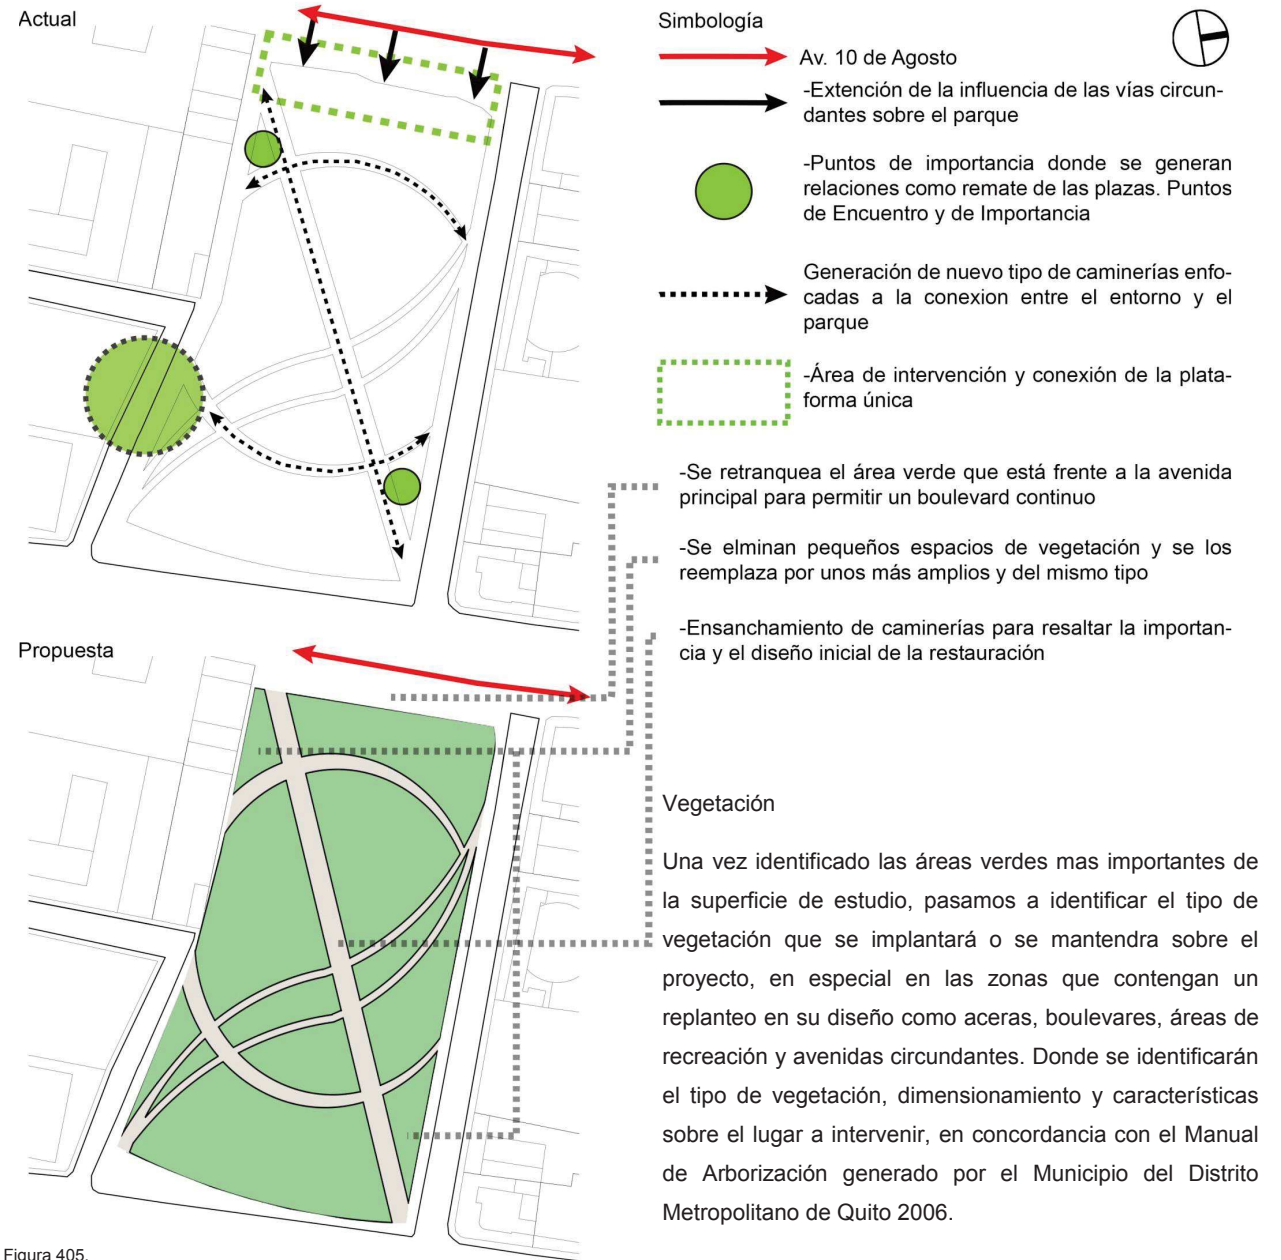 Actual
Simbología
Av. 10 de Agosto
-Extención de la influencia de las vías circun-
dantes sobre el parque
-Puntos de importancia donde se generan
relaciones como remate de las plazas. Puntos
de Encuentro y de Importancia
Generación de nuevo tipo de caminerías enfo-
cadas a la conexion entre el entorno y el
parque
-Área de intervención y conexión de la plata-
forma única
-Se retranquea el área verde que está frente a la avenida
principal para permitir un boulevard continuo
-Se elminan pequeños espacios de vegetación y se los
reemplaza por unos más amplios y del mismo tipo
-Ensanchamiento de caminerías para resaltar la importan-
cia y el diseño inicial de la restauración
Propuesta
Vegetación
Una vez identificado las áreas verdes mas importantes de
la superficie de estudio, pasamos a identificar el tipo de
vegetación que se implantará o se mantendra sobre el
proyecto, en especial en las zonas que contengan un
replanteo en su diseño como aceras, boulevares, áreas de
recreación y avenidas circundantes. Donde se identificarán
el tipo de vegetación, dimensionamiento y características
sobre el lugar a intervenir, en concordancia con el Manual
de Arborización generado por el Municipio del Distrito
Metropolitano de Quito 2006.
Figura 405.